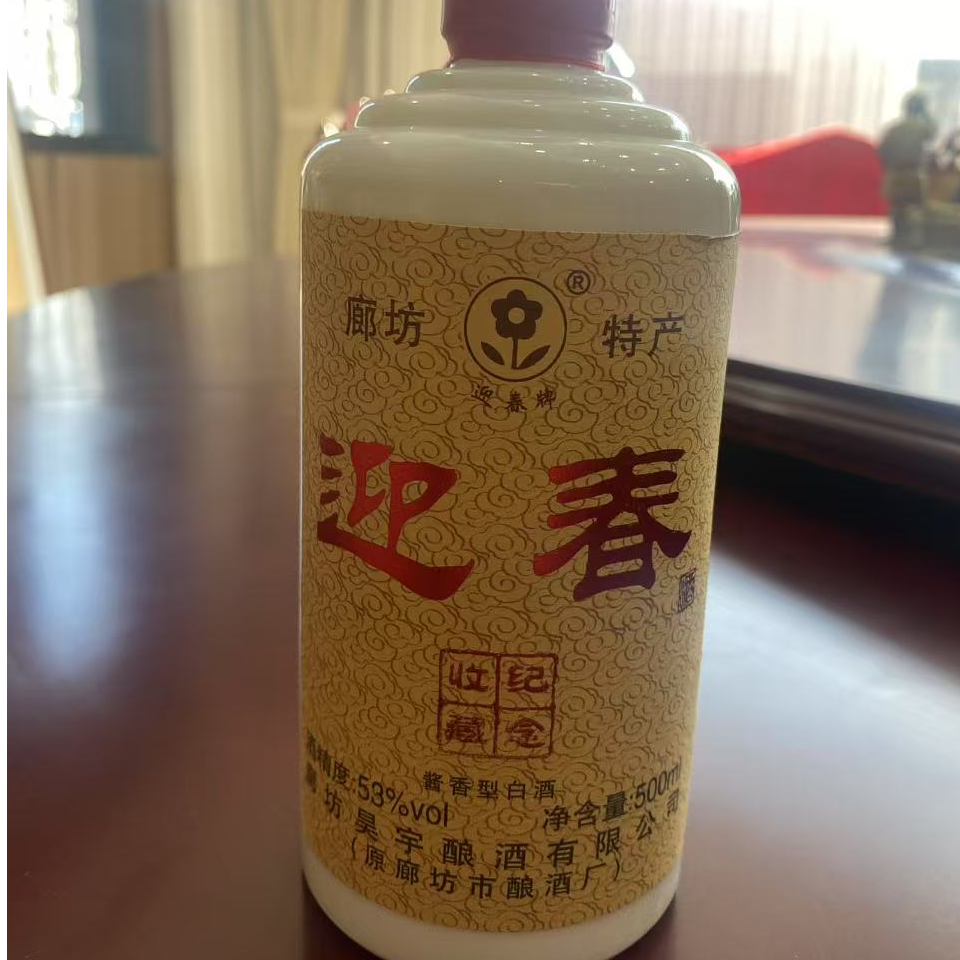 廊坊 ® 特产
迎春牌
迎春
酒
纪念
收藏
酱香型白酒
酒精度:53%vol 净含量:500ml
廊坊昊宇酿酒有限公司
(原廊坊市酿酒厂)